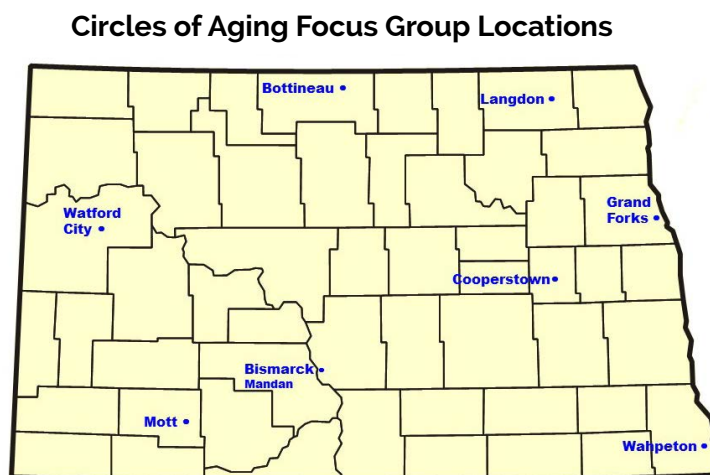 Circles of Aging Focus Group Locations
Bottineau
Langdon
Watford
City
Grand
Forks
Cooperstown
Bismarck
Mandan
Mott
Wahpeton